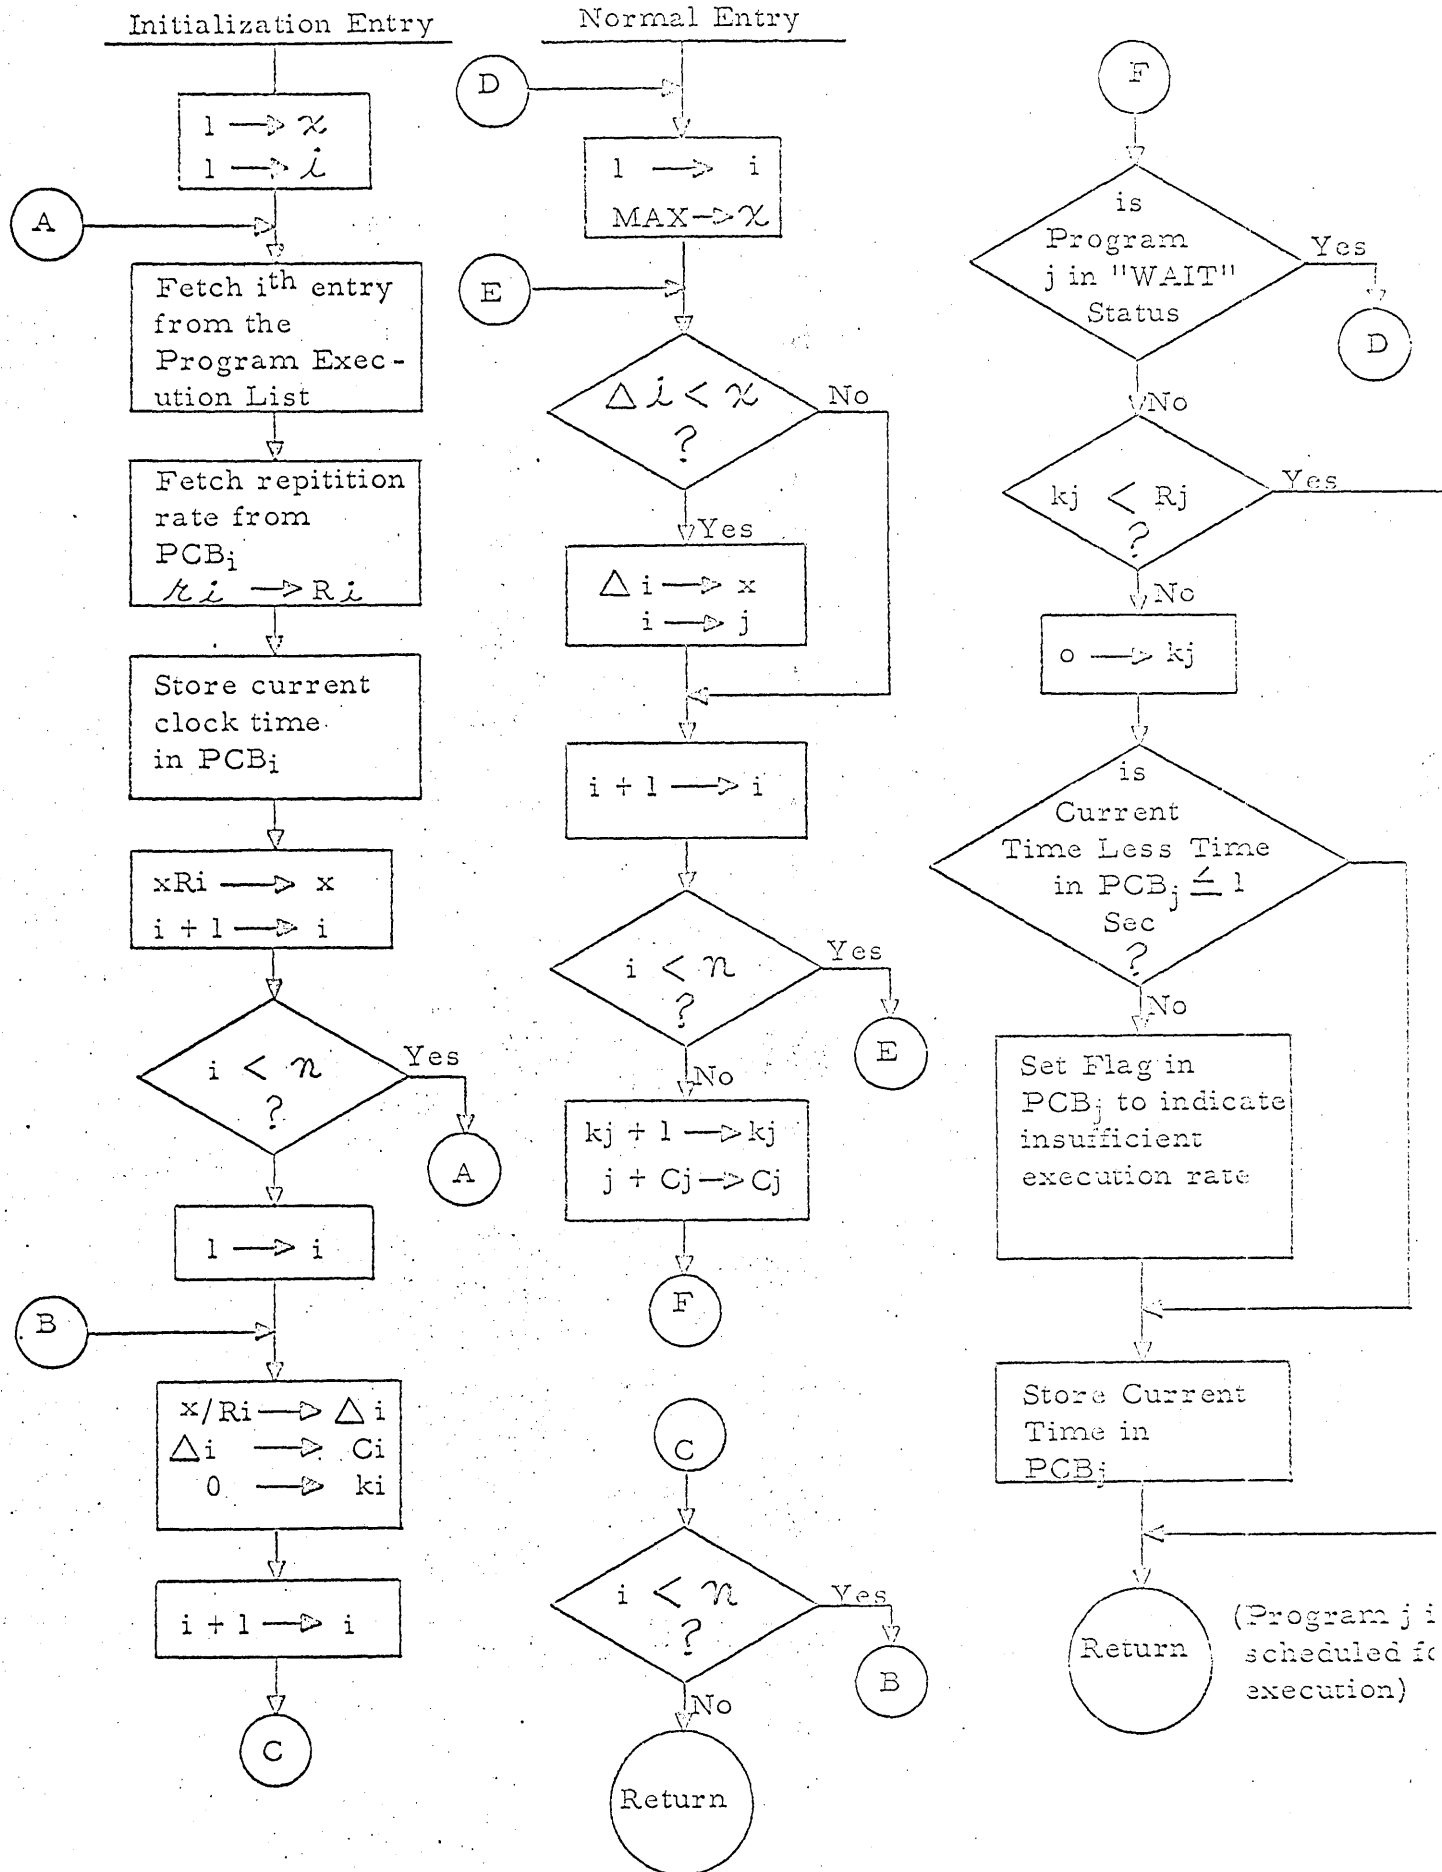 Initialization Entry
1 → x
1 → i
A
Fetch ith entry
from the
Program Exec-
ution List
Fetch repitition
rate from
PCBi
ri → Ri
Store current
clock time
in PCBi
xRi → x
i + 1 → i
i < n
?
Yes
A
1 → i
B
x/Ri → Δi
Δi → Ci
0 → ki
i + 1 → i
C
Normal Entry
D
1 → i
MAX → x
E
Δi < x
?
No
Yes
Δi → x
i → j
i + 1 → i
i < n
?
Yes
E
No
kj + 1 → kj
j + Cj → Cj
F
C
i < n
?
Yes
B
No
Return
F
is
Program
j in "WAIT"
Status
Yes
D
No
kj < Rj
?
Yes
No
o → kj
is
Current
Time Less Time
in PCBj ≤ 1
Sec
?
No
Set Flag in
PCBj to indicate
insufficient
execution rate
Store Current
Time in
PCBj
Return
(Program j i
scheduled fo
execution)